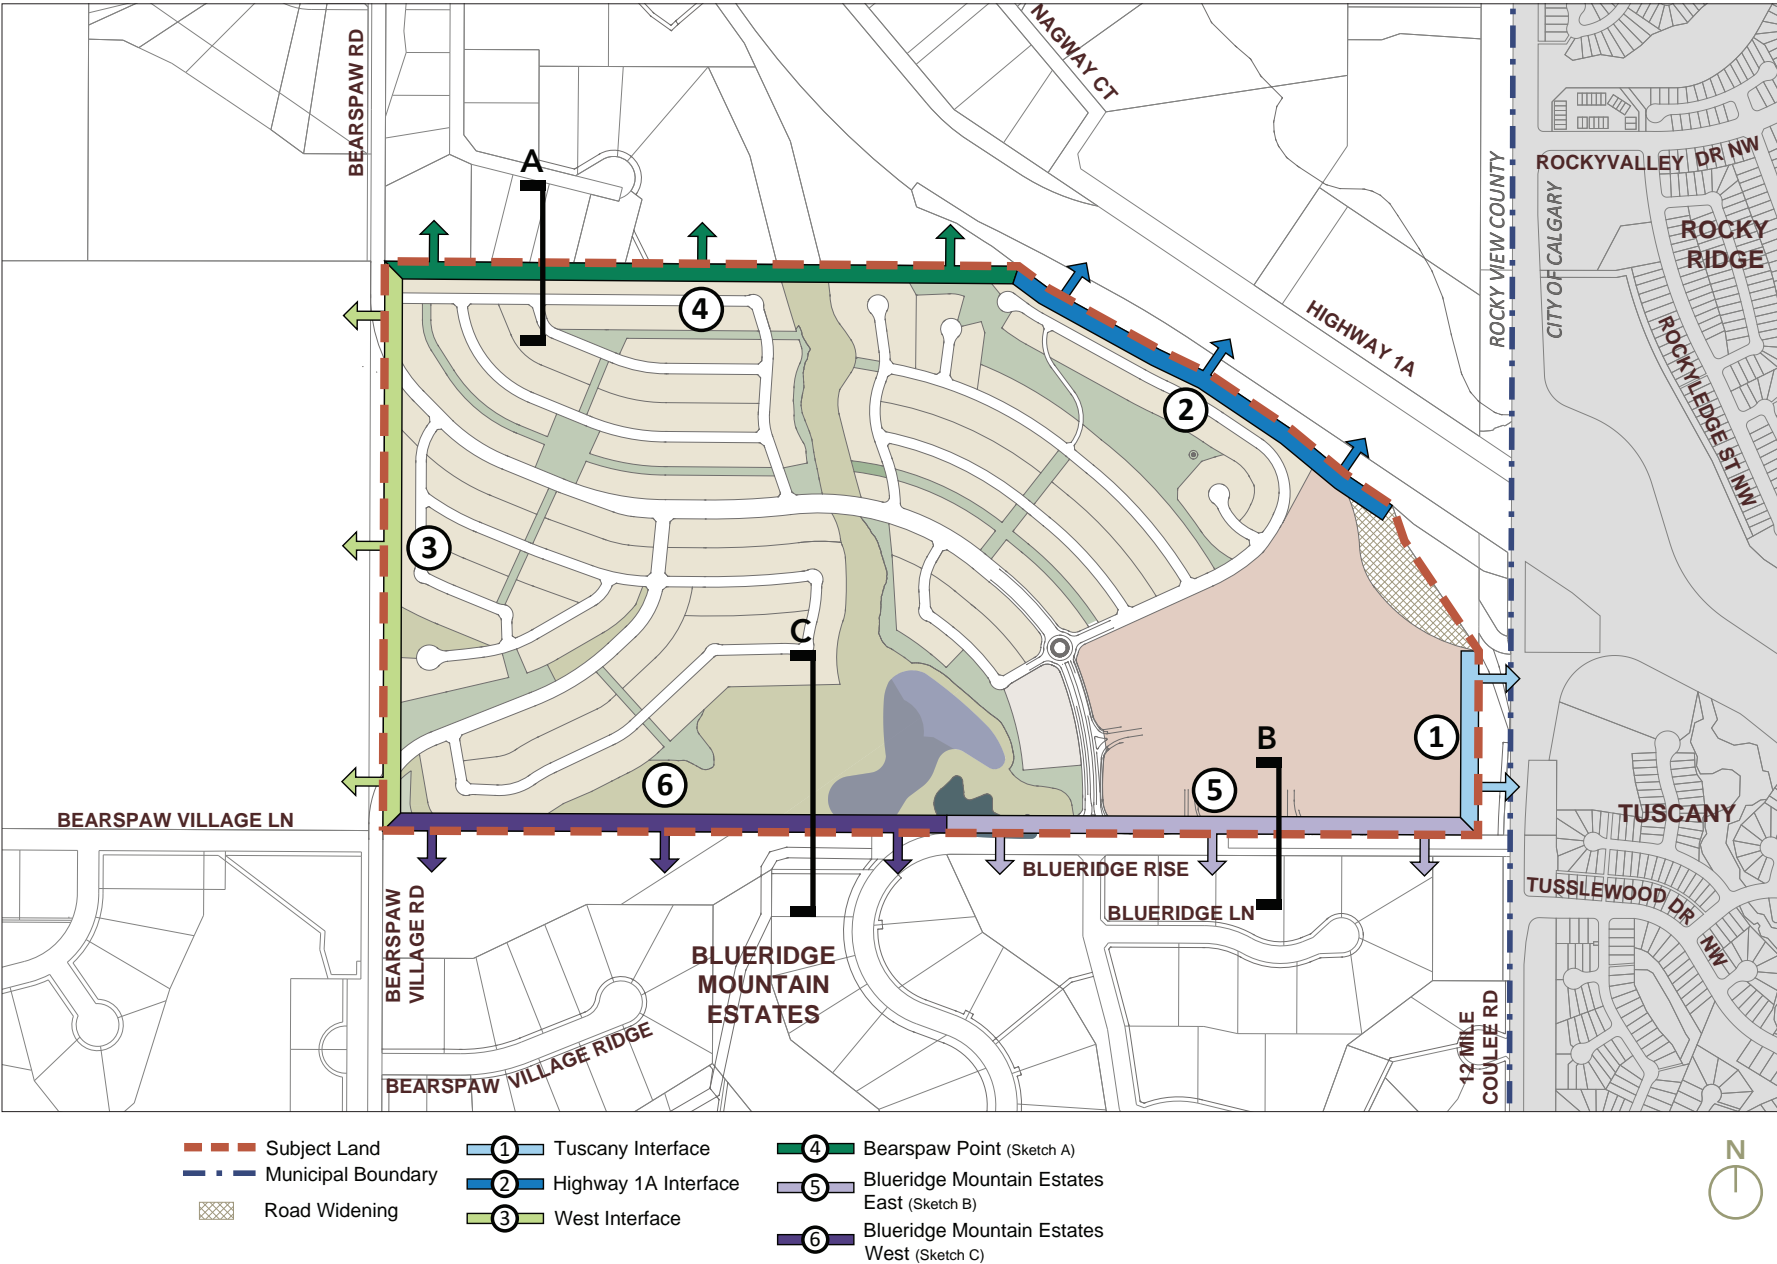 NAGWAY CT
BEARSPAW RD
ROCKYVALLEY DR NW
A
ROCKY VIEW COUNTY
CITY OF CALGARY
ROCKY
RIDGE
4
HIGHWAY 1A
ROCKYLEDGE ST NW
2
3
C
B
1
6
5
BEARSPAW VILLAGE LN
TUSCANY
BLUERIDGE RISE
TUSSLEWOOD DR NW
BLUERIDGE LN
BEARSPAW
VILLAGE RD
BLUERIDGE
MOUNTAIN
ESTATES
12 MILE
COULEE RD
BEARSPAW VILLAGE RIDGE
Subject Land
Municipal Boundary
Road Widening
1 Tuscany Interface
2 Highway 1A Interface
3 West Interface
4 Bearspaw Point (Sketch A)
5 Blueridge Mountain Estates
East (Sketch B)
6 Blueridge Mountain Estates
West (Sketch C)
N